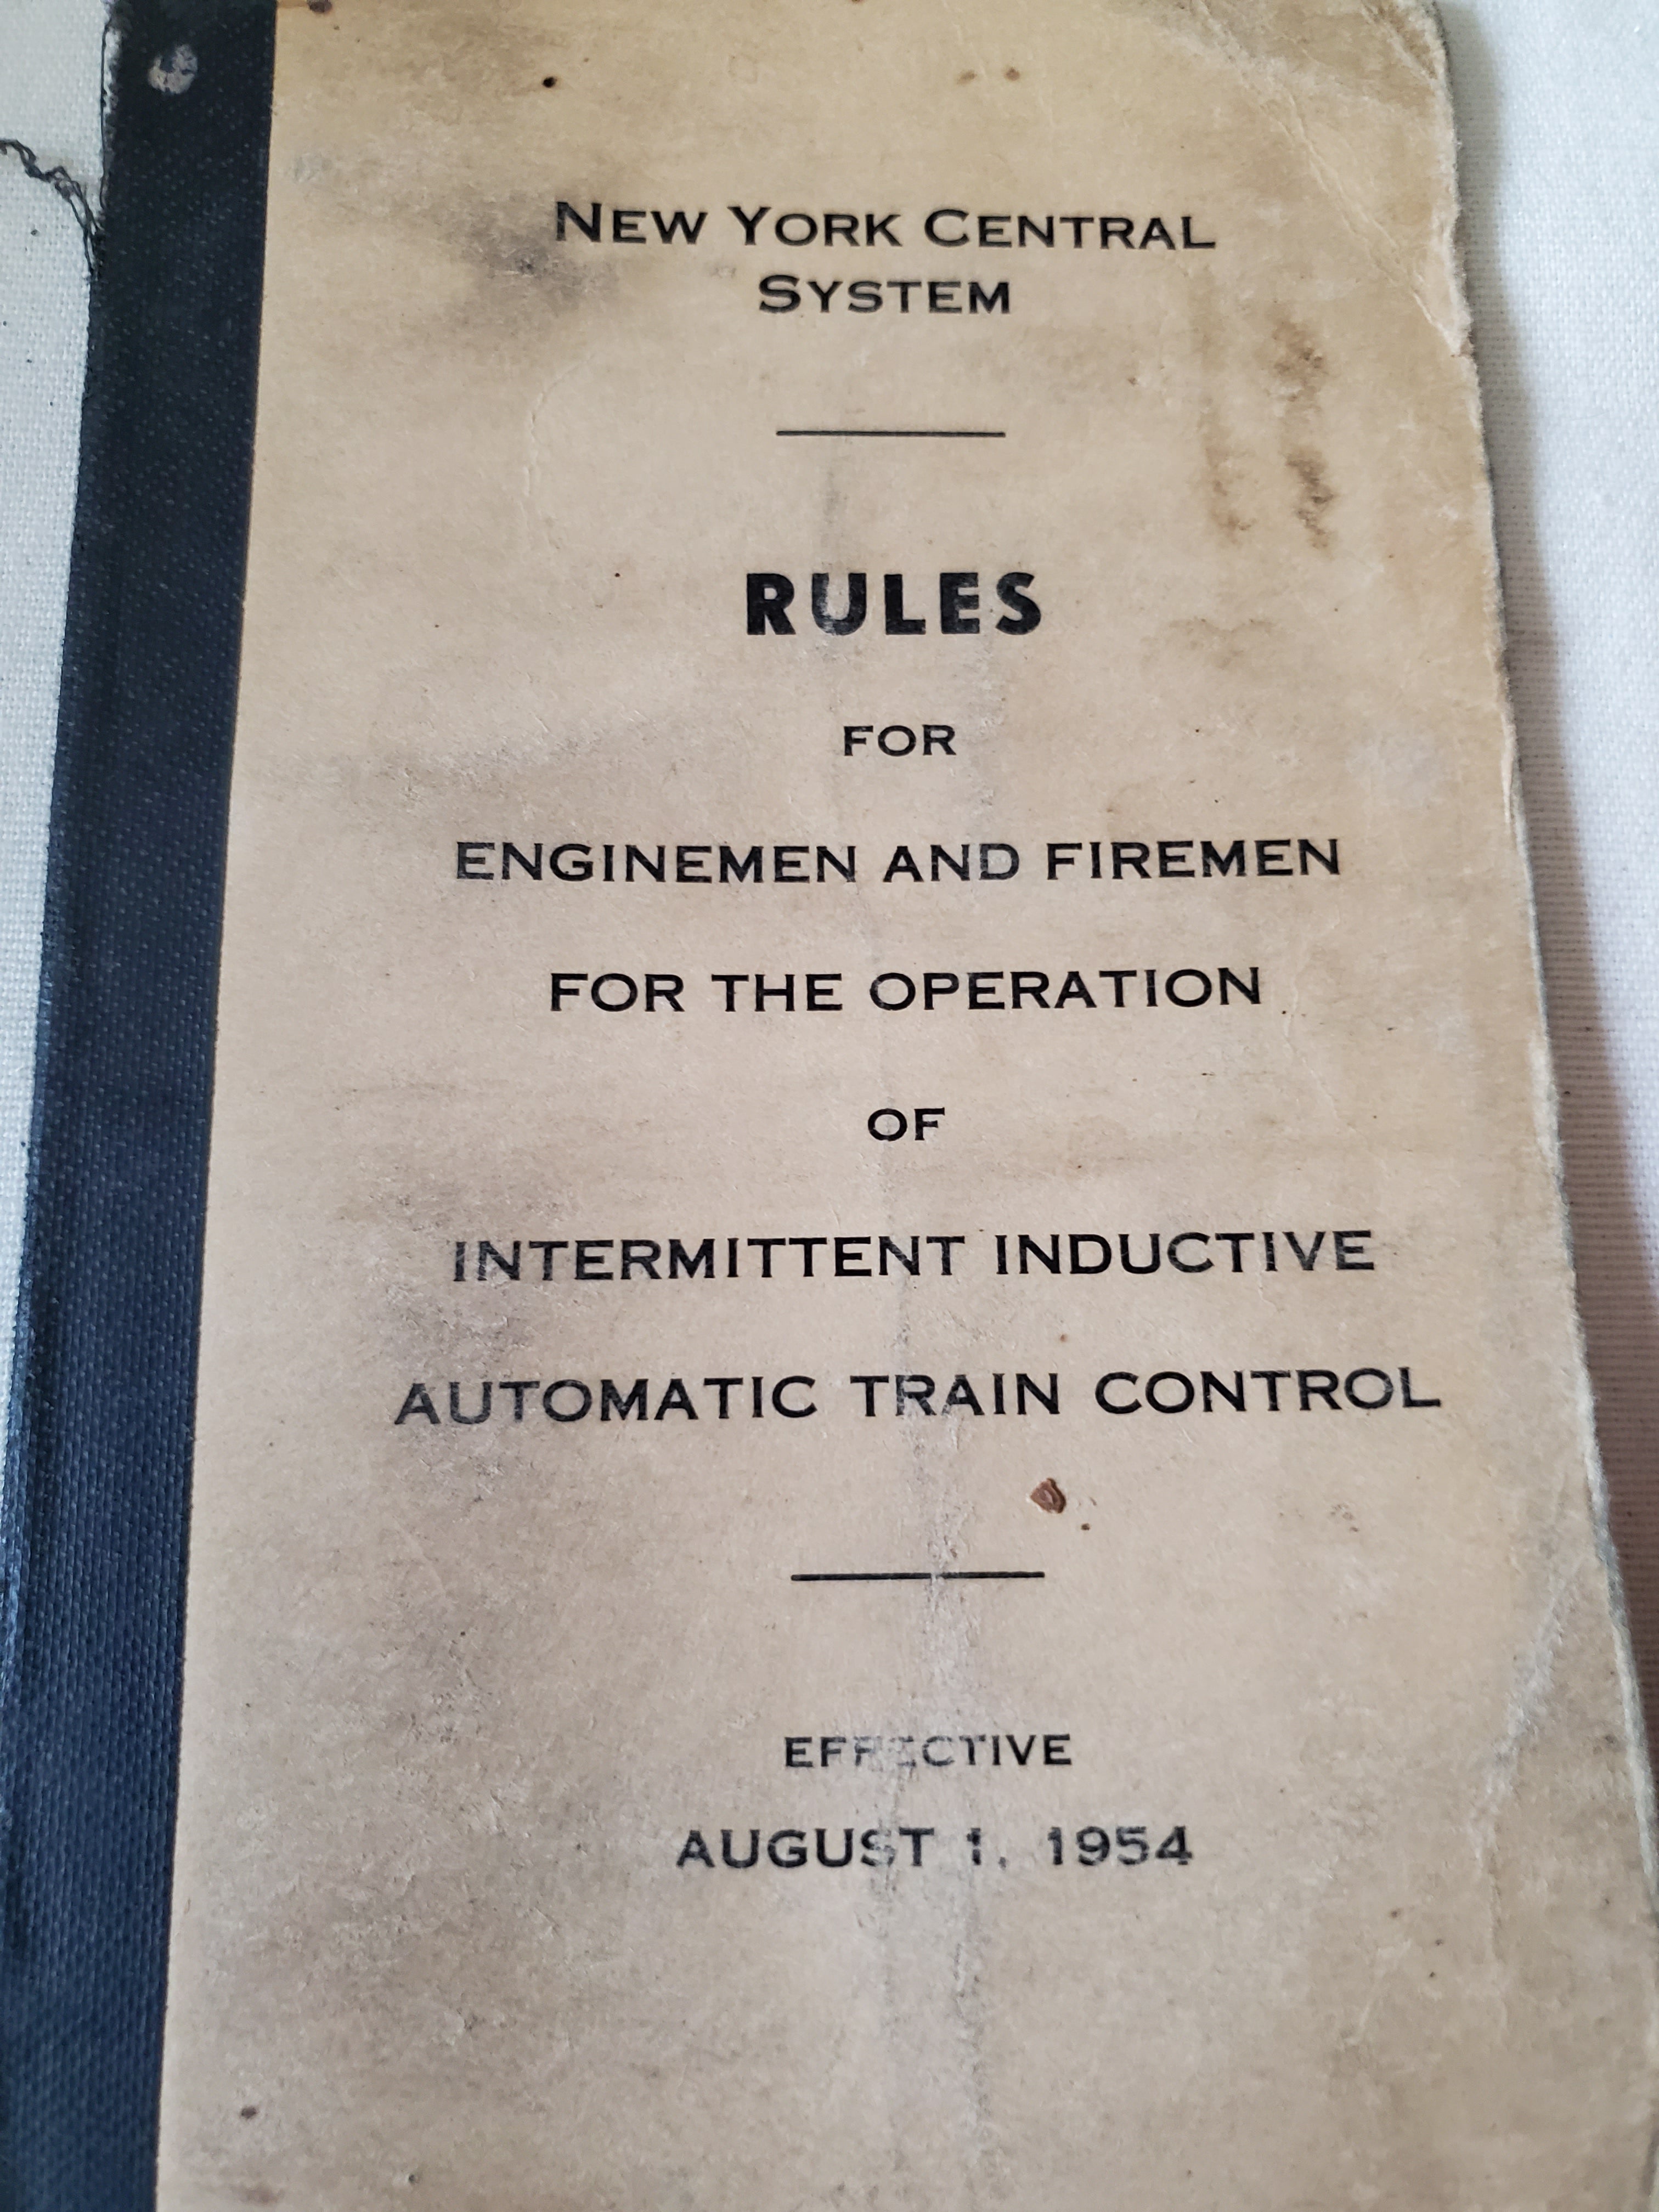 NEW YORK CENTRAL
SYSTEM
RULES
FOR
ENGINEMEN AND FIREMEN
FOR THE OPERATION
OF
INTERMITTENT INDUCTIVE
AUTOMATIC TRAIN CONTROL
EFFECTIVE
AUGUST 1, 1954